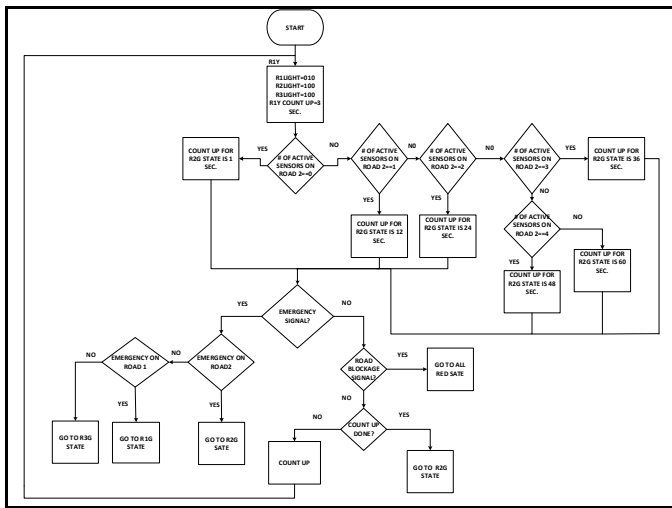 START
R1Y
R1LIGHT=010
R2LIGHT=100
R3LIGHT=100
R1Y COUNT UP=3
SEC.
YES
NO
COUNT UP FOR
R2G STATE IS 1
SEC.
# OF ACTIVE
SENSORS ON
ROAD 2==0
# OF ACTIVE
SENSORS ON
ROAD 2==1
N0
# OF ACTIVE
SENSORS ON
ROAD 2==2
N0
# OF ACTIVE
SENSORS ON
ROAD 2==3
YES
COUNT UP FOR
R2G STATE IS 36
SEC.
YES
YES
NO
COUNT UP FOR
R2G STATE IS 12
SEC.
COUNT UP FOR
R2G STATE IS 24
SEC.
# OF ACTIVE
SENSORS ON
ROAD 2==4
NO
YES
COUNT UP FOR
R2G STATE IS 48
SEC.
COUNT UP FOR
R2G STATE IS 60
SEC.
YES
EMERGENCY
SIGNAL?
NO
NO
EMERGENCY ON
ROAD 1
NO
EMERGENCY ON
ROAD2
ROAD
BLOCKAGE
SIGNAL?
YES
GO TO ALL
RED SATE
YES
YES
NO
GO TO R3G
STATE
GO TO R1G
STATE
GO TO R2G
SATE
NO
COUNT UP
DONE?
YES
COUNT UP
GO TO R2G
STATE